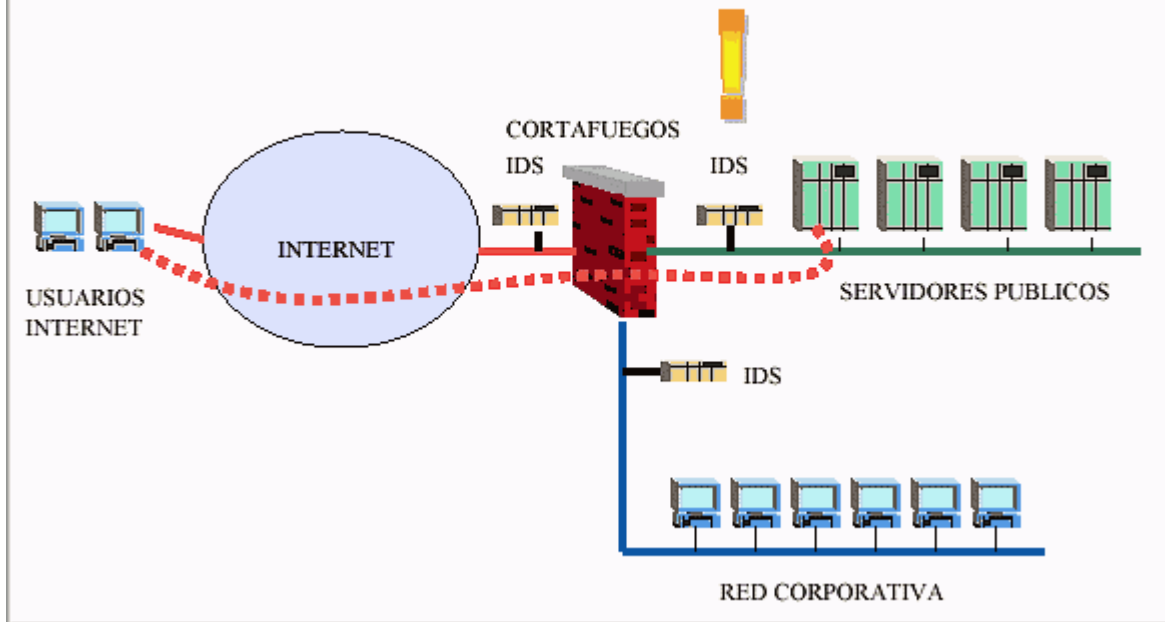 CORTAFUEGOS
IDS
IDS
INTERNET
USUARIOS
INTERNET
SERVIDORES PUBLICOS
IDS
RED CORPORATIVA